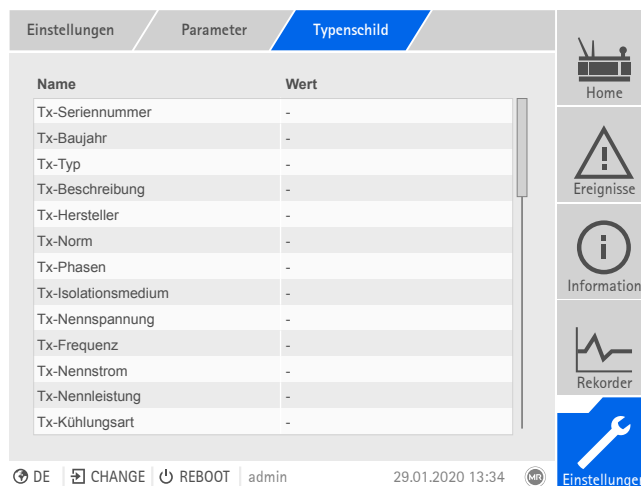 Einstellungen Parameter Typenschild
Name Wert
Tx-Seriennummer -
Tx-Baujahr -
Tx-Typ -
Tx-Beschreibung -
Tx-Hersteller -
Tx-Norm -
Tx-Phasen -
Tx-Isolationsmedium -
Tx-Nennspannung -
Tx-Frequenz -
Tx-Nennstrom -
Tx-Nennleistung -
Tx-Kühlungsart -
Home
Ereignisse
Information
Rekorder
Einstellungen
DE CHANGE REBOOT admin 29.01.2020 13:34 MR